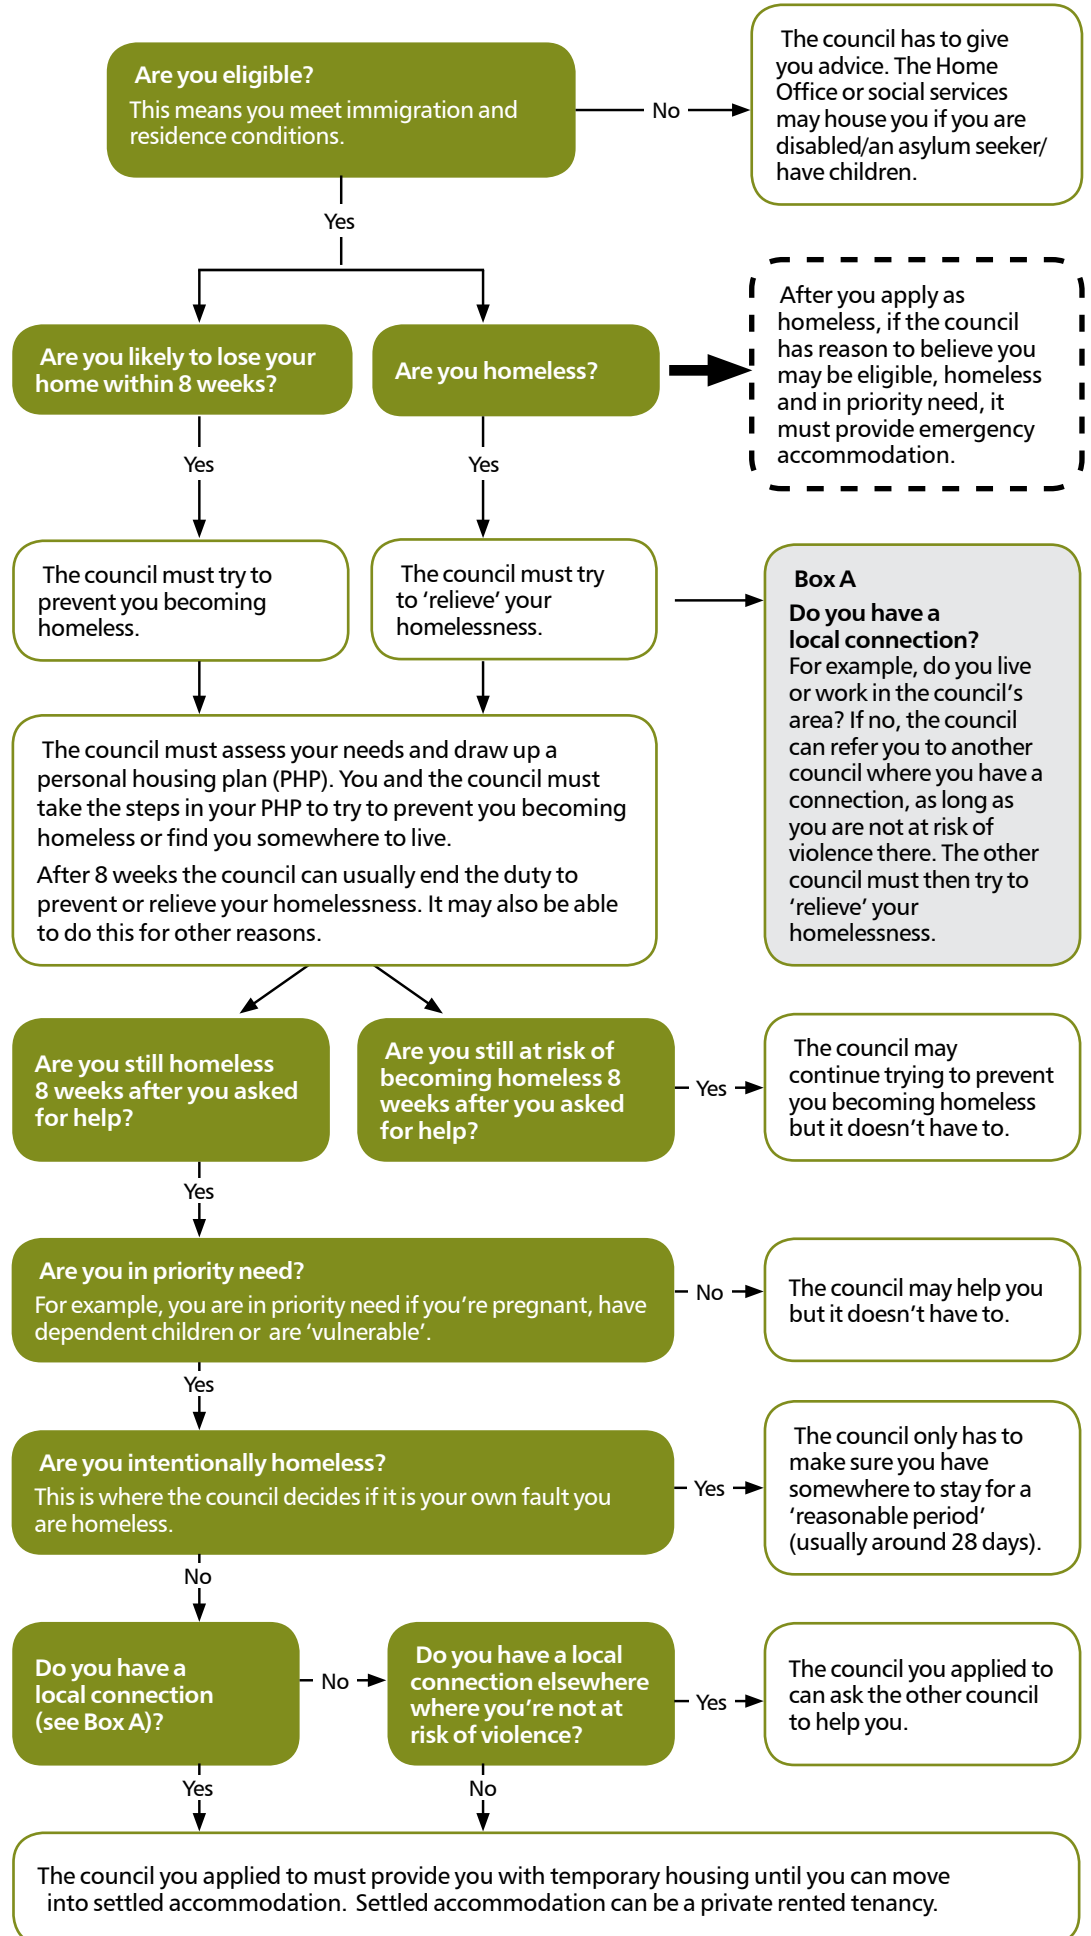 Are you eligible?
This means you meet immigration and
residence conditions.
No
The council has to give
you advice. The Home
Office or social services
may house you if you are
disabled/an asylum seeker/
have children.
Yes
Are you likely to lose your
home within 8 weeks?
Are you homeless?
After you apply as
homeless, if the council
has reason to believe you
may be eligible, homeless
and in priority need, it
must provide emergency
accommodation.
Yes
Yes
The council must try to
prevent you becoming
homeless.
The council must try
to ‘relieve’ your
homelessness.
Box A
Do you have a
local connection?
For example, do you live
or work in the council’s
area? If no, the council
can refer you to another
council where you have a
connection, as long as
you are not at risk of
violence there. The other
council must then try to
‘relieve’ your
homelessness.
The council must assess your needs and draw up a
personal housing plan (PHP). You and the council must
take the steps in your PHP to try to prevent you becoming
homeless or find you somewhere to live.
After 8 weeks the council can usually end the duty to
prevent or relieve your homelessness. It may also be able
to do this for other reasons.
Are you still homeless
8 weeks after you asked
for help?
Are you still at risk of
becoming homeless 8
weeks after you asked
for help?
Yes
The council may
continue trying to prevent
you becoming homeless
but it doesn’t have to.
Yes
Are you in priority need?
For example, you are in priority need if you’re pregnant, have
dependent children or are ‘vulnerable’.
No
The council may help you
but it doesn’t have to.
Yes
Are you intentionally homeless?
This is where the council decides if it is your own fault you
are homeless.
Yes
The council only has to
make sure you have
somewhere to stay for a
‘reasonable period’
(usually around 28 days).
No
Do you have a
local connection
(see Box A)?
No
Do you have a local
connection elsewhere
where you’re not at
risk of violence?
Yes
The council you applied to
can ask the other council
to help you.
Yes
No
The council you applied to must provide you with temporary housing until you can move
into settled accommodation. Settled accommodation can be a private rented tenancy.